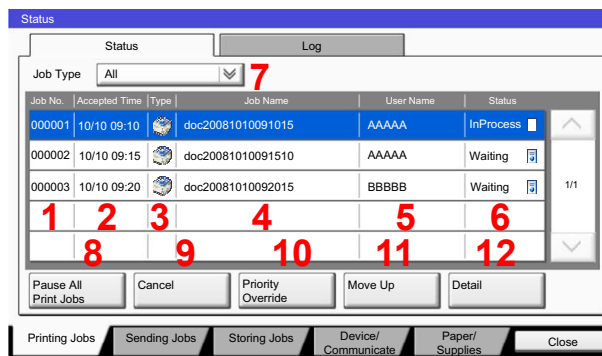 Status
Status Log
Job Type All 7
Job No. Accepted Time Type Job Name User Name Status
000001 10/10 09:10 doc20081010091015 AAAAA InProcess
000002 10/10 09:15 doc20081010091510 AAAAA Waiting
000003 10/10 09:20 doc20081010092015 BBBBB Waiting 1/1
1 2 3 4 5 6
8 9 10 11 12
Pause All
Print Jobs
Cancel
Priority
Override
Move Up
Detail
Printing Jobs
Sending Jobs
Storing Jobs
Device/
Communicate
Paper/
Supplies
Close